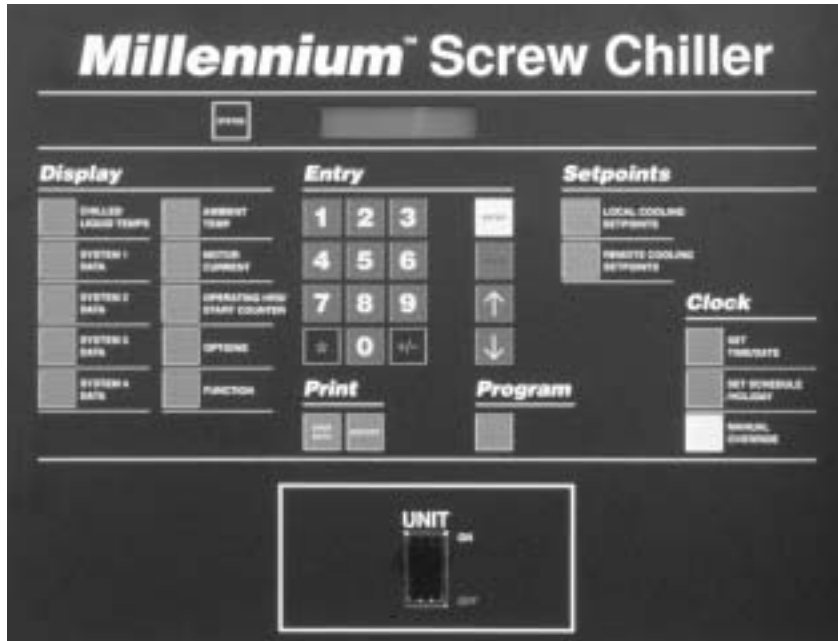 Millennium™ Screw Chiller
STATUS
Display
CHILLED
LIQUID TEMPS
SYSTEM 1
DATA
SYSTEM 2
DATA
SYSTEM 3
DATA
SYSTEM 4
DATA
AMBIENT
TEMP
MOTOR
CURRENT
OPERATING HRS/
START COUNTER
OPTIONS
FUNCTION
Entry
1 2 3
4 5 6
7 8 9
* 0 +/-
↑
↓
Setpoints
LOCAL COOLING
SETPOINTS
REMOTE COOLING
SETPOINTS
Clock
SET
TIME/DATE
SET SCHEDULE
/HOLIDAY
MANUAL
OVERRIDE
Print
Program
UNIT
ON
OFF